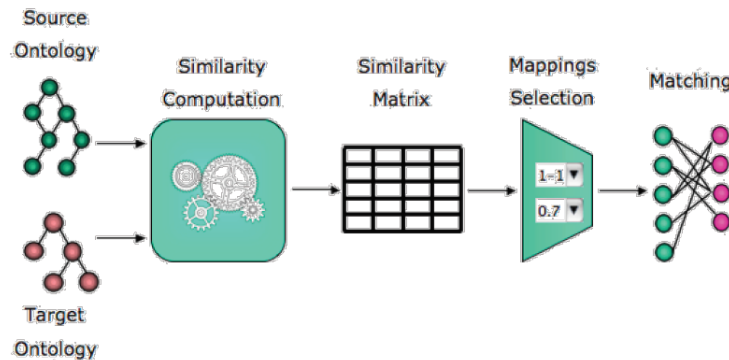 Source
Ontology
Similarity
Computation
Similarity
Matrix
Mappings
Selection
Matching
1-1
0.7
Target
Ontology